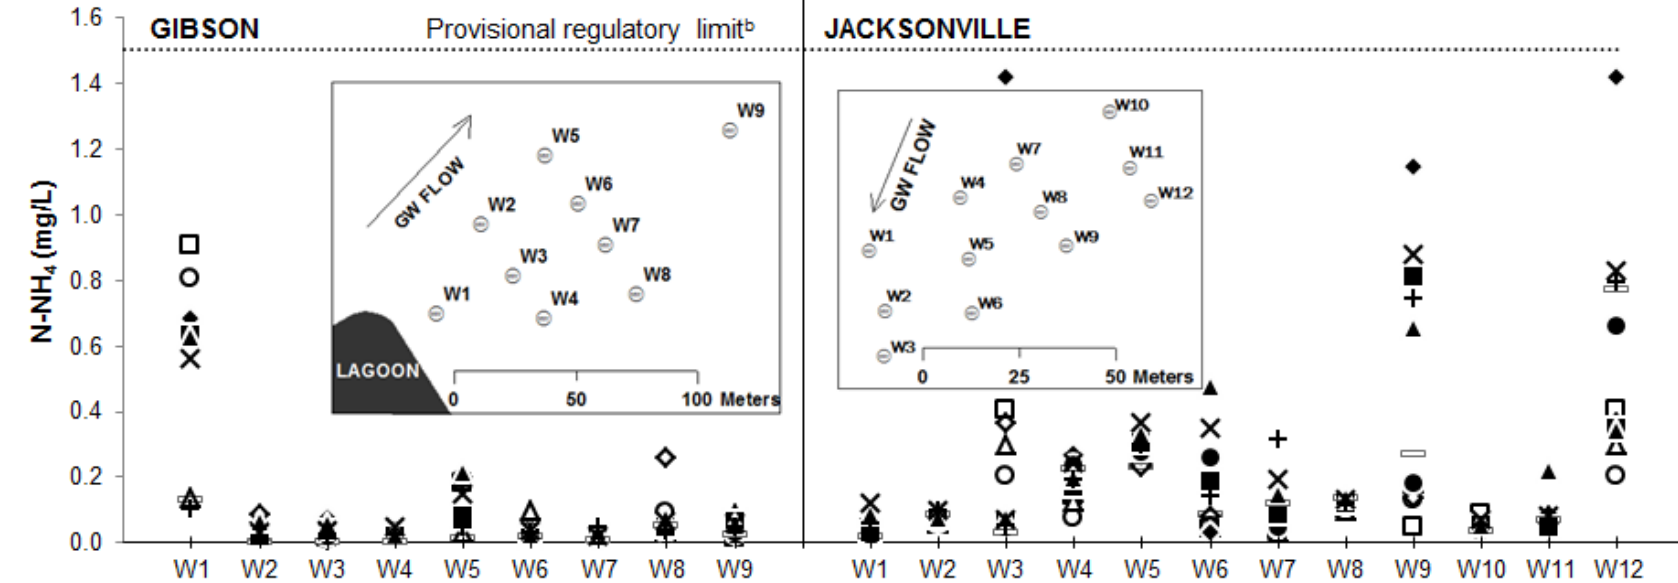 GIBSON
Provisional regulatory limitᵇ
JACKSONVILLE
N-NH₄ (mg/L)
1.6
1.4
1.2
1.0
0.8
0.6
0.4
0.2
0.0
GW FLOW
W9
W5
W6
W2
W7
W3
W8
W1
W4
LAGOON
0 50 100 Meters
GW FLOW
W10
W7
W11
W4
W12
W8
W1
W9
W5
W2
W6
W3
0 25 50 Meters
W1 W2 W3 W4 W5 W6 W7 W8 W9
W1 W2 W3 W4 W5 W6 W7 W8 W9 W10 W11 W12